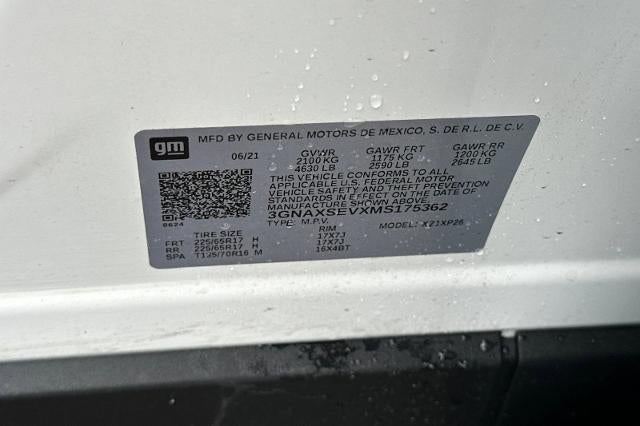 gm
MFD BY GENERAL MOTORS DE MEXICO, S. DE R.L. DE C.V.
06/21 GVWR GAWR FRT GAWR RR
2100 KG 1175 KG 1200 KG
4630 LB 2590 LB 2645 LB
THIS VEHICLE CONFORMS TO ALL
APPLICABLE U.S. FEDERAL MOTOR
VEHICLE SAFETY AND THEFT PREVENTION
STANDARDS IN EFFECT ON THE DATE OF
MANUFACTURE SHOWN ABOVE.
3GNAXSEVXMS175362
0624 TYPE: M.P.V. MODEL: X21XP26
TIRE SIZE RIM
FRT 225/65R17 H 17X7J
RR 225/65R17 H 17X7J
SPA T135/70R16 M 16X4BT